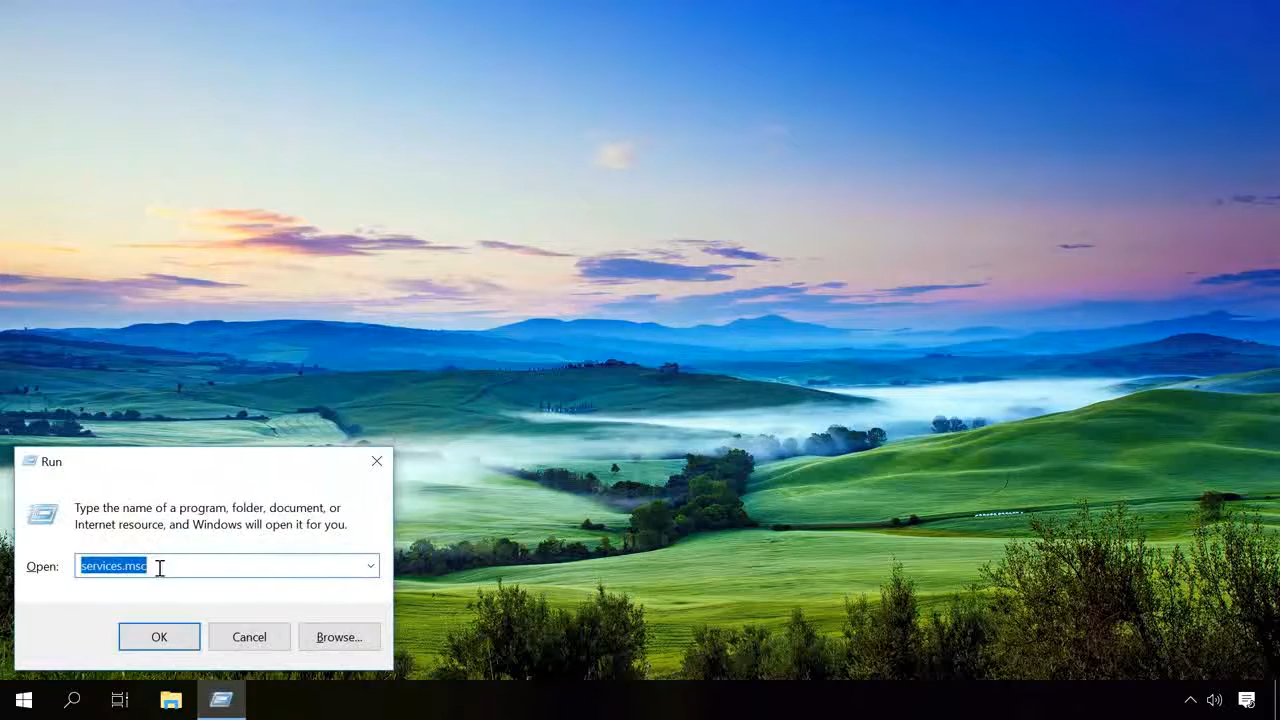 Run
Type the name of a program, folder, document, or
Internet resource, and Windows will open it for you.
Open: services.msc
OK Cancel Browse...